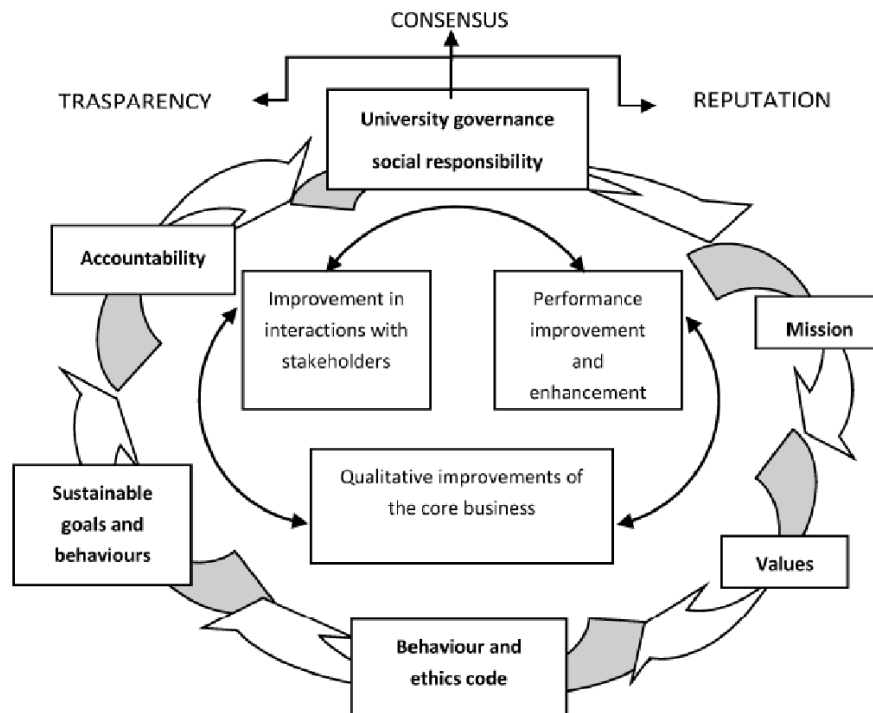 CONSENSUS
TRASPARENCY
REPUTATION
University governance
social responsibility
Accountability
Improvement in
interactions with
stakeholders
Performance
improvement
and
enhancement
Mission
Qualitative improvements of
the core business
Sustainable
goals and
behaviours
Values
Behaviour and
ethics code